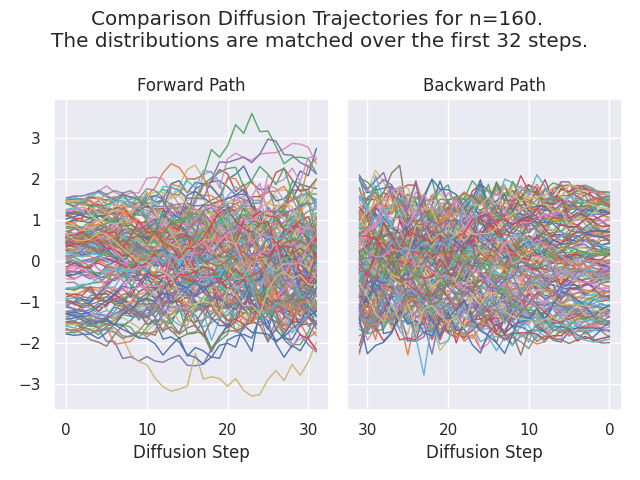 Comparison Diffusion Trajectories for n=160.
The distributions are matched over the first 32 steps.
Forward Path
Backward Path
3
2
1
0
−1
−2
−3
0 10 20 30
30 20 10 0
Diffusion Step
Diffusion Step